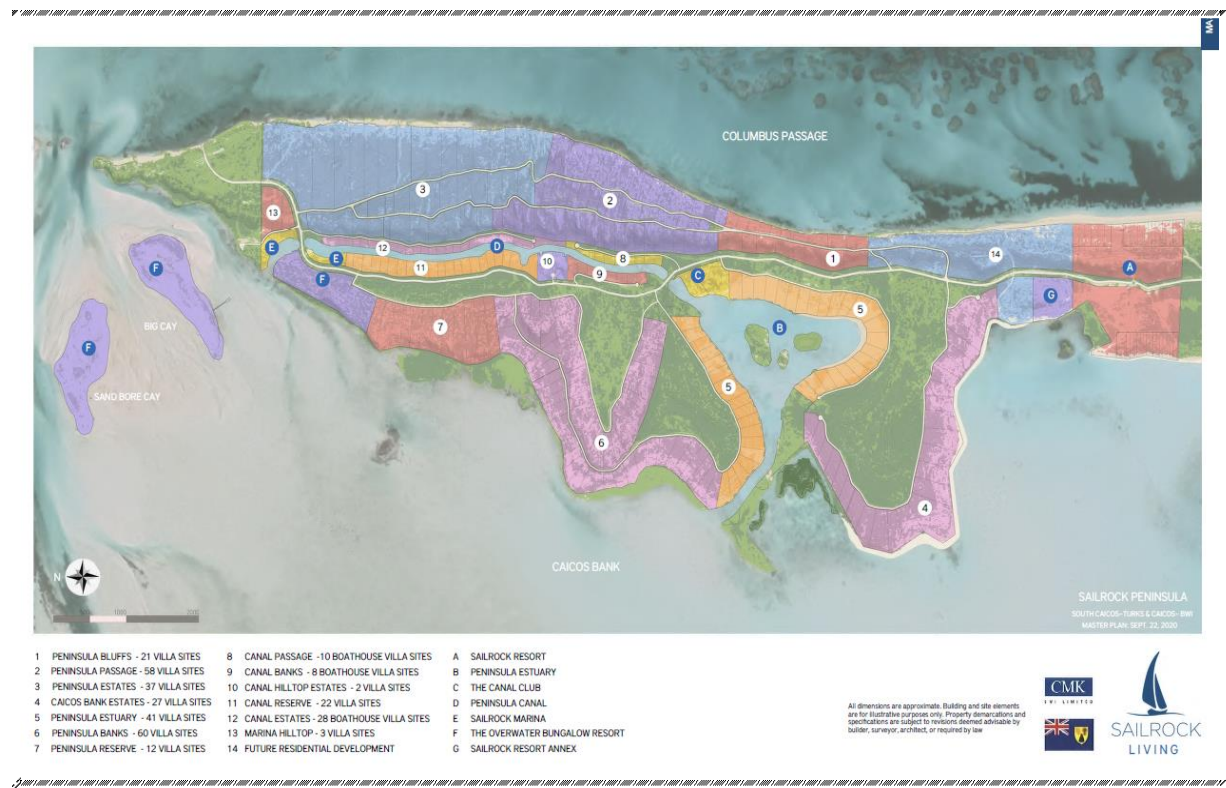 COLUMBUS PASSAGE
3
2
13
12
D
8
E
E
11
10
9
1
14
A
F
F
C
G
BIG CAY
7
5
4
B
F
5
SAND BORE CAY
6
4
CAICOS BANK
N
1000
SAILROCK PENINSULA
SOUTH CAICOS- TURKS & CAICOS - BWI
MASTER PLAN: SEPT. 22, 2020
1 PENINSULA BLUFFS - 21 VILLA SITES
2 PENINSULA PASSAGE - 58 VILLA SITES
3 PENINSULA ESTATES - 37 VILLA SITES
4 CAICOS BANK ESTATES - 27 VILLA SITES
5 PENINSULA ESTUARY - 41 VILLA SITES
6 PENINSULA BANKS - 60 VILLA SITES
7 PENINSULA RESERVE - 12 VILLA SITES
8 CANAL PASSAGE -10 BOATHOUSE VILLA SITES
9 CANAL BANKS - 8 BOATHOUSE VILLA SITES
10 CANAL HILLTOP ESTATES - 2 VILLA SITES
11 CANAL RESERVE - 22 VILLA SITES
12 CANAL ESTATES - 28 BOATHOUSE VILLA SITES
13 MARINA HILLTOP - 3 VILLA SITES
14 FUTURE RESIDENTIAL DEVELOPMENT
A SAILROCK RESORT
B PENINSULA ESTUARY
C THE CANAL CLUB
D PENINSULA CANAL
E SAILROCK MARINA
F THE OVERWATER BUNGALOW RESORT
G SAILROCK RESORT ANNEX
All dimensions are approximate. Building and site elements
are for illustrative purposes only. Property demarcations and
specifications are subject to revisions deemed advisable by
builder, surveyor, architect, or required by law
CMK
LIMITED
SAILROCK
LIVING